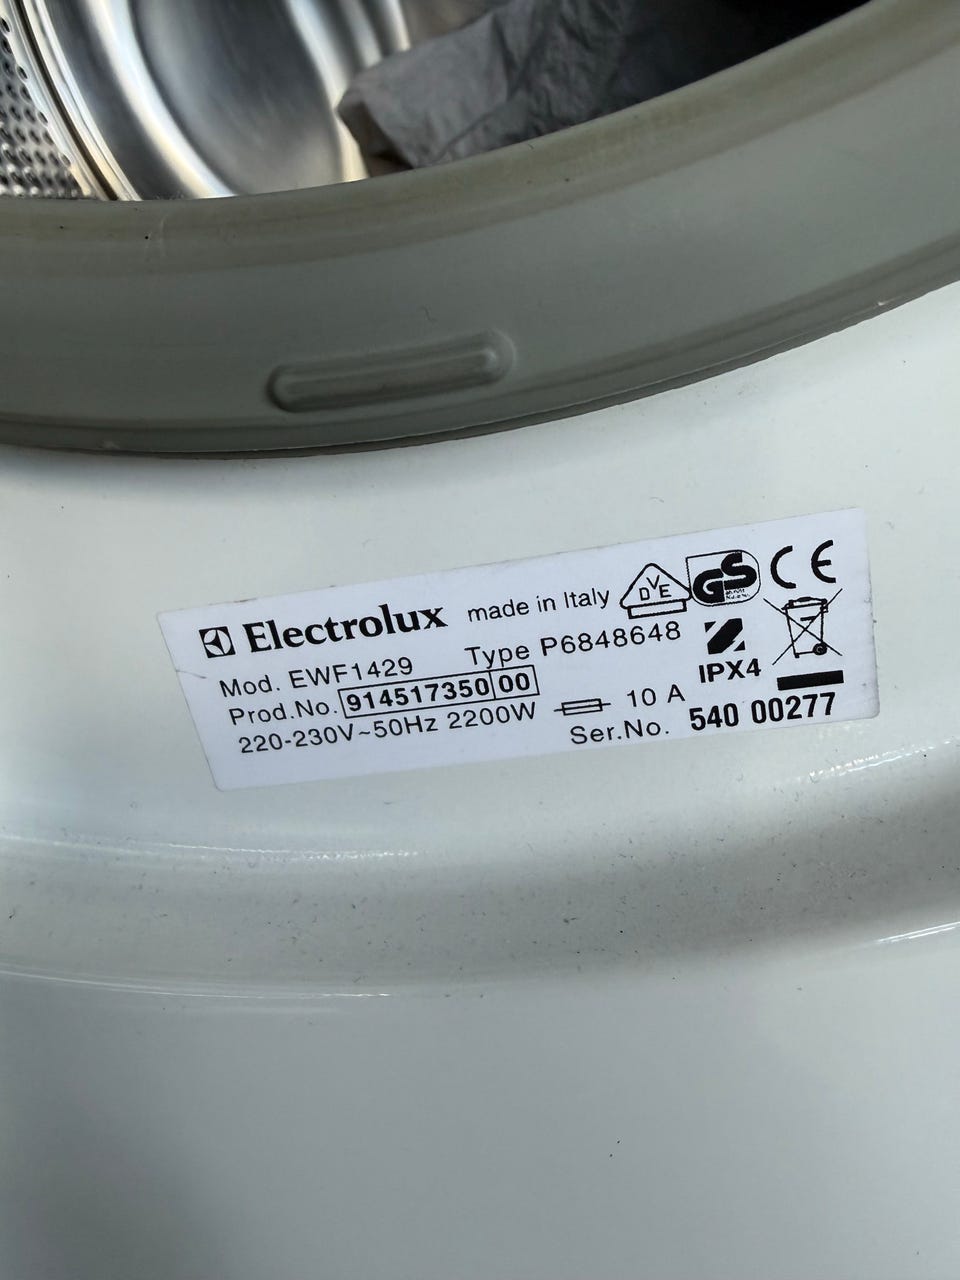 Electrolux made in Italy DVE GS CE
Mod. EWF1429 Type P6848648
Prod.No. 914517350 00 IPX4
220-230V~50Hz 2200W 10 A
Ser.No. 540 00277